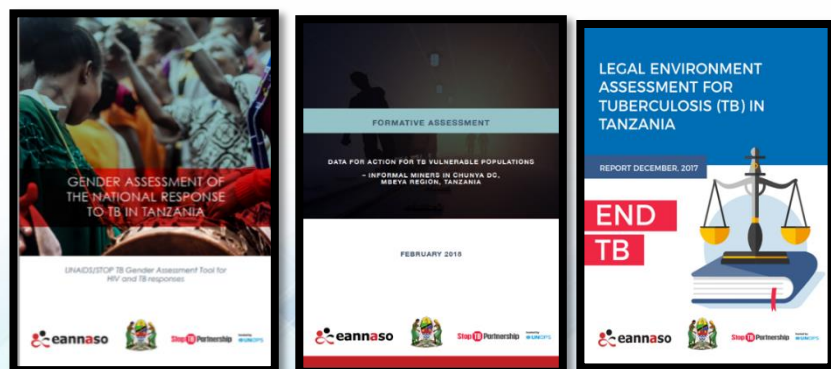 GENDER ASSESSMENT OF
THE NATIONAL RESPONSE
TO TB IN TANZANIA
UNAIDS/STOP TB Gender Assessment Tool for
HIV and TB responses
eannaso
Stop TB Partnership
UNOPS
FORMATIVE ASSESSMENT
DATA FOR ACTION FOR TB VULNERABLE POPULATIONS
– INFORMAL MINERS IN CHUNYA DC,
MBEYA REGION, TANZANIA
FEBRUARY 2018
eannaso
Stop TB Partnership
UNOPS
LEGAL ENVIRONMENT
ASSESSMENT FOR
TUBERCULOSIS (TB) IN
TANZANIA
REPORT DECEMBER, 2017
END
TB
eannaso
Stop TB Partnership
UNOPS